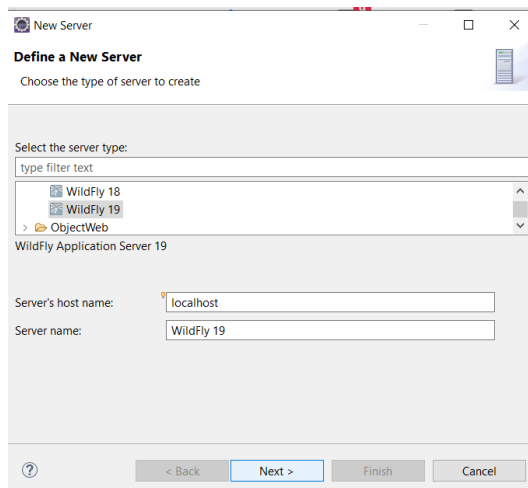 New Server
Define a New Server
Choose the type of server to create
Select the server type:
type filter text
WildFly 18
WildFly 19
ObjectWeb
WildFly Application Server 19
Server's host name: localhost
Server name: WildFly 19
? < Back Next > Finish Cancel